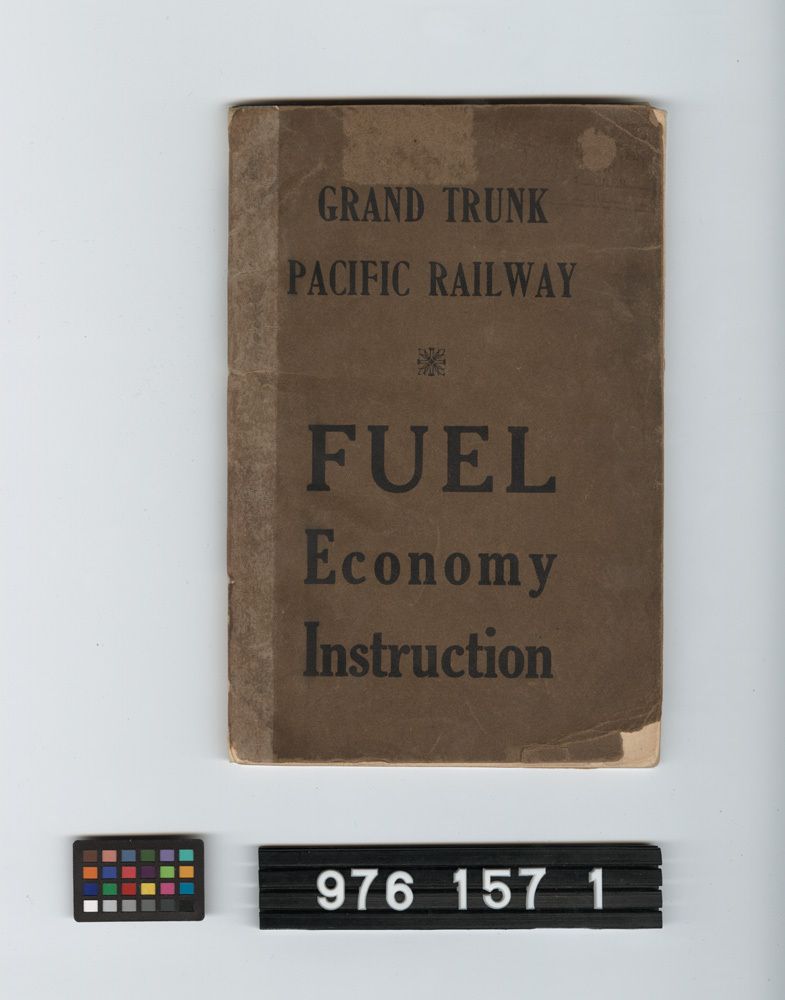 GRAND TRUNK
PACIFIC RAILWAY
FUEL
Economy
Instruction
976 157 1